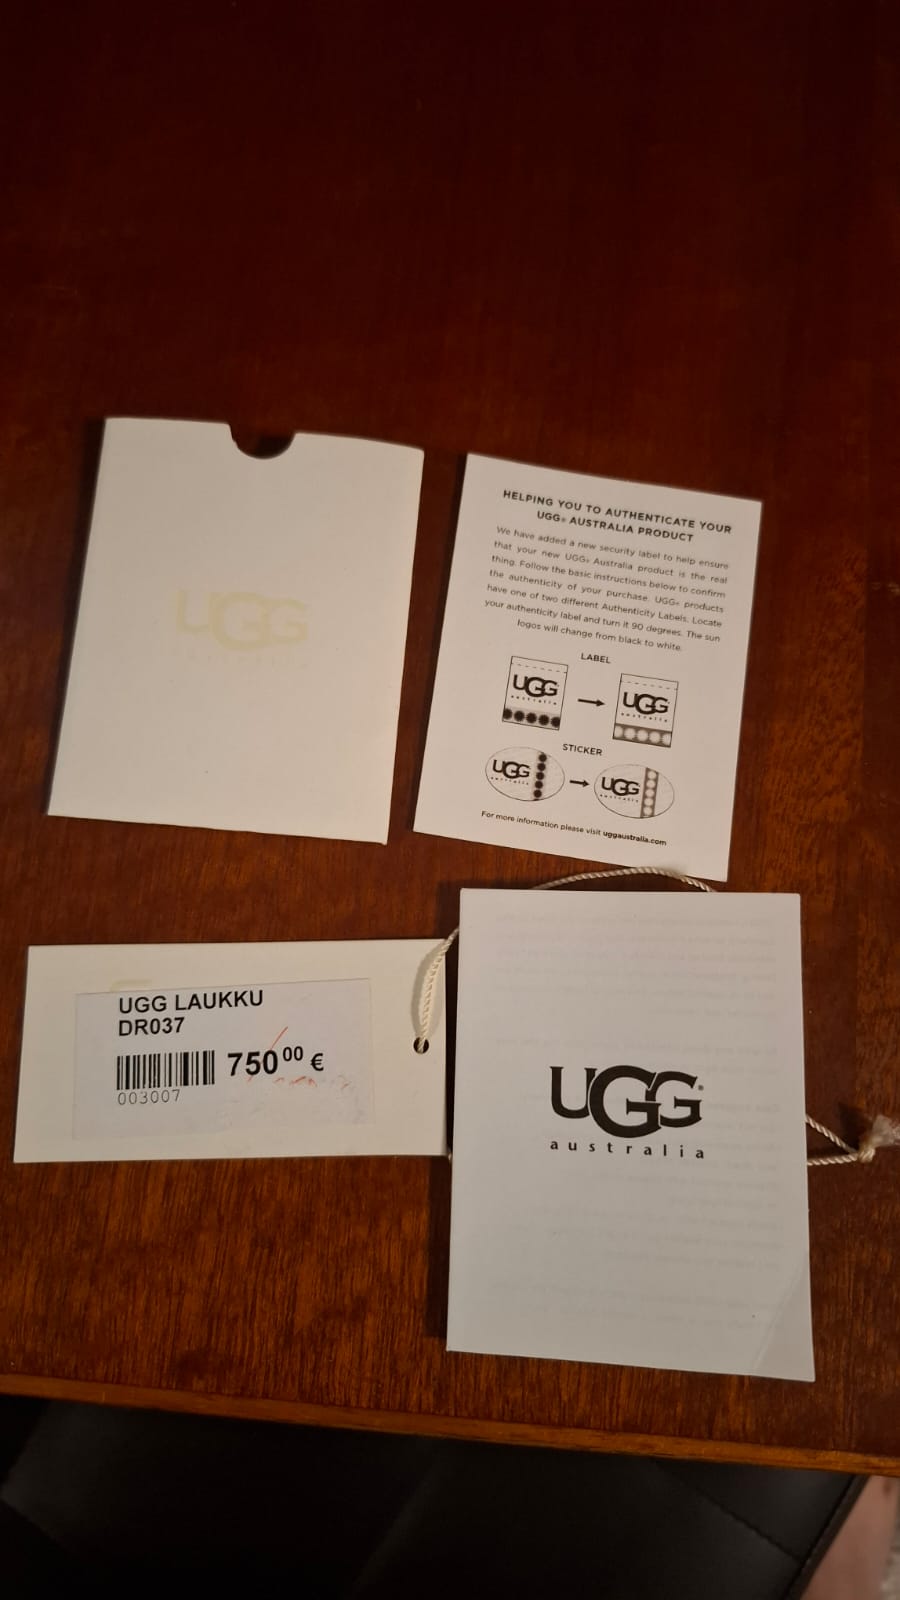 UGG
HELPING YOU TO AUTHENTICATE YOUR
UGG® AUSTRALIA PRODUCT
We have added a new security label to help ensure
that your new UGG® Australia product is the real
thing. Follow the basic instructions below to confirm
the authenticity of your purchase. UGG® products
have one of two different Authenticity Labels. Locate
your authenticity label and turn it 90 degrees. The sun
logos will change from black to white.
LABEL
UGG
australia
UGG
australia
STICKER
UGG
australia
UGG
australia
For more information please visit uggaustralia.com
UGG LAUKKU
DR037
750⁰⁰ €
003007
UGG®
australia